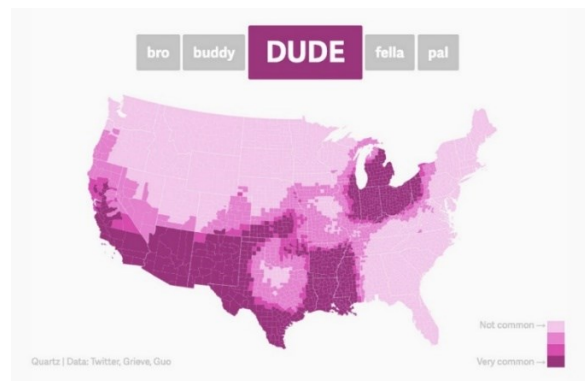 bro buddy DUDE fella pal
Not common →
Very common →
Quartz | Data: Twitter, Grieve, Guo